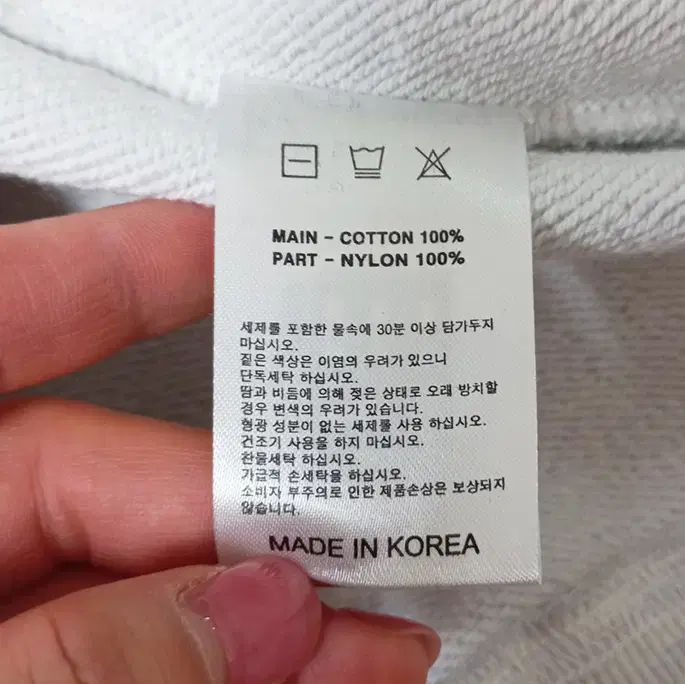 MAIN - COTTON 100%
PART - NYLON 100%
세제를 포함한 물속에 30분 이상 담가두지
마십시오.
짙은 색상은 이염의 우려가 있으니
단독세탁 하십시오.
땀과 비듬에 의해 젖은 상태로 오래 방치할
경우 변색의 우려가 있습니다.
형광 성분이 없는 세제를 사용 하십시오.
건조기 사용을 하지 마십시오.
찬물세탁 하십시오.
가급적 손세탁을 하십시오.
소비자 부주의로 인한 제품손상은 보상되지
않습니다.
MADE IN KOREA